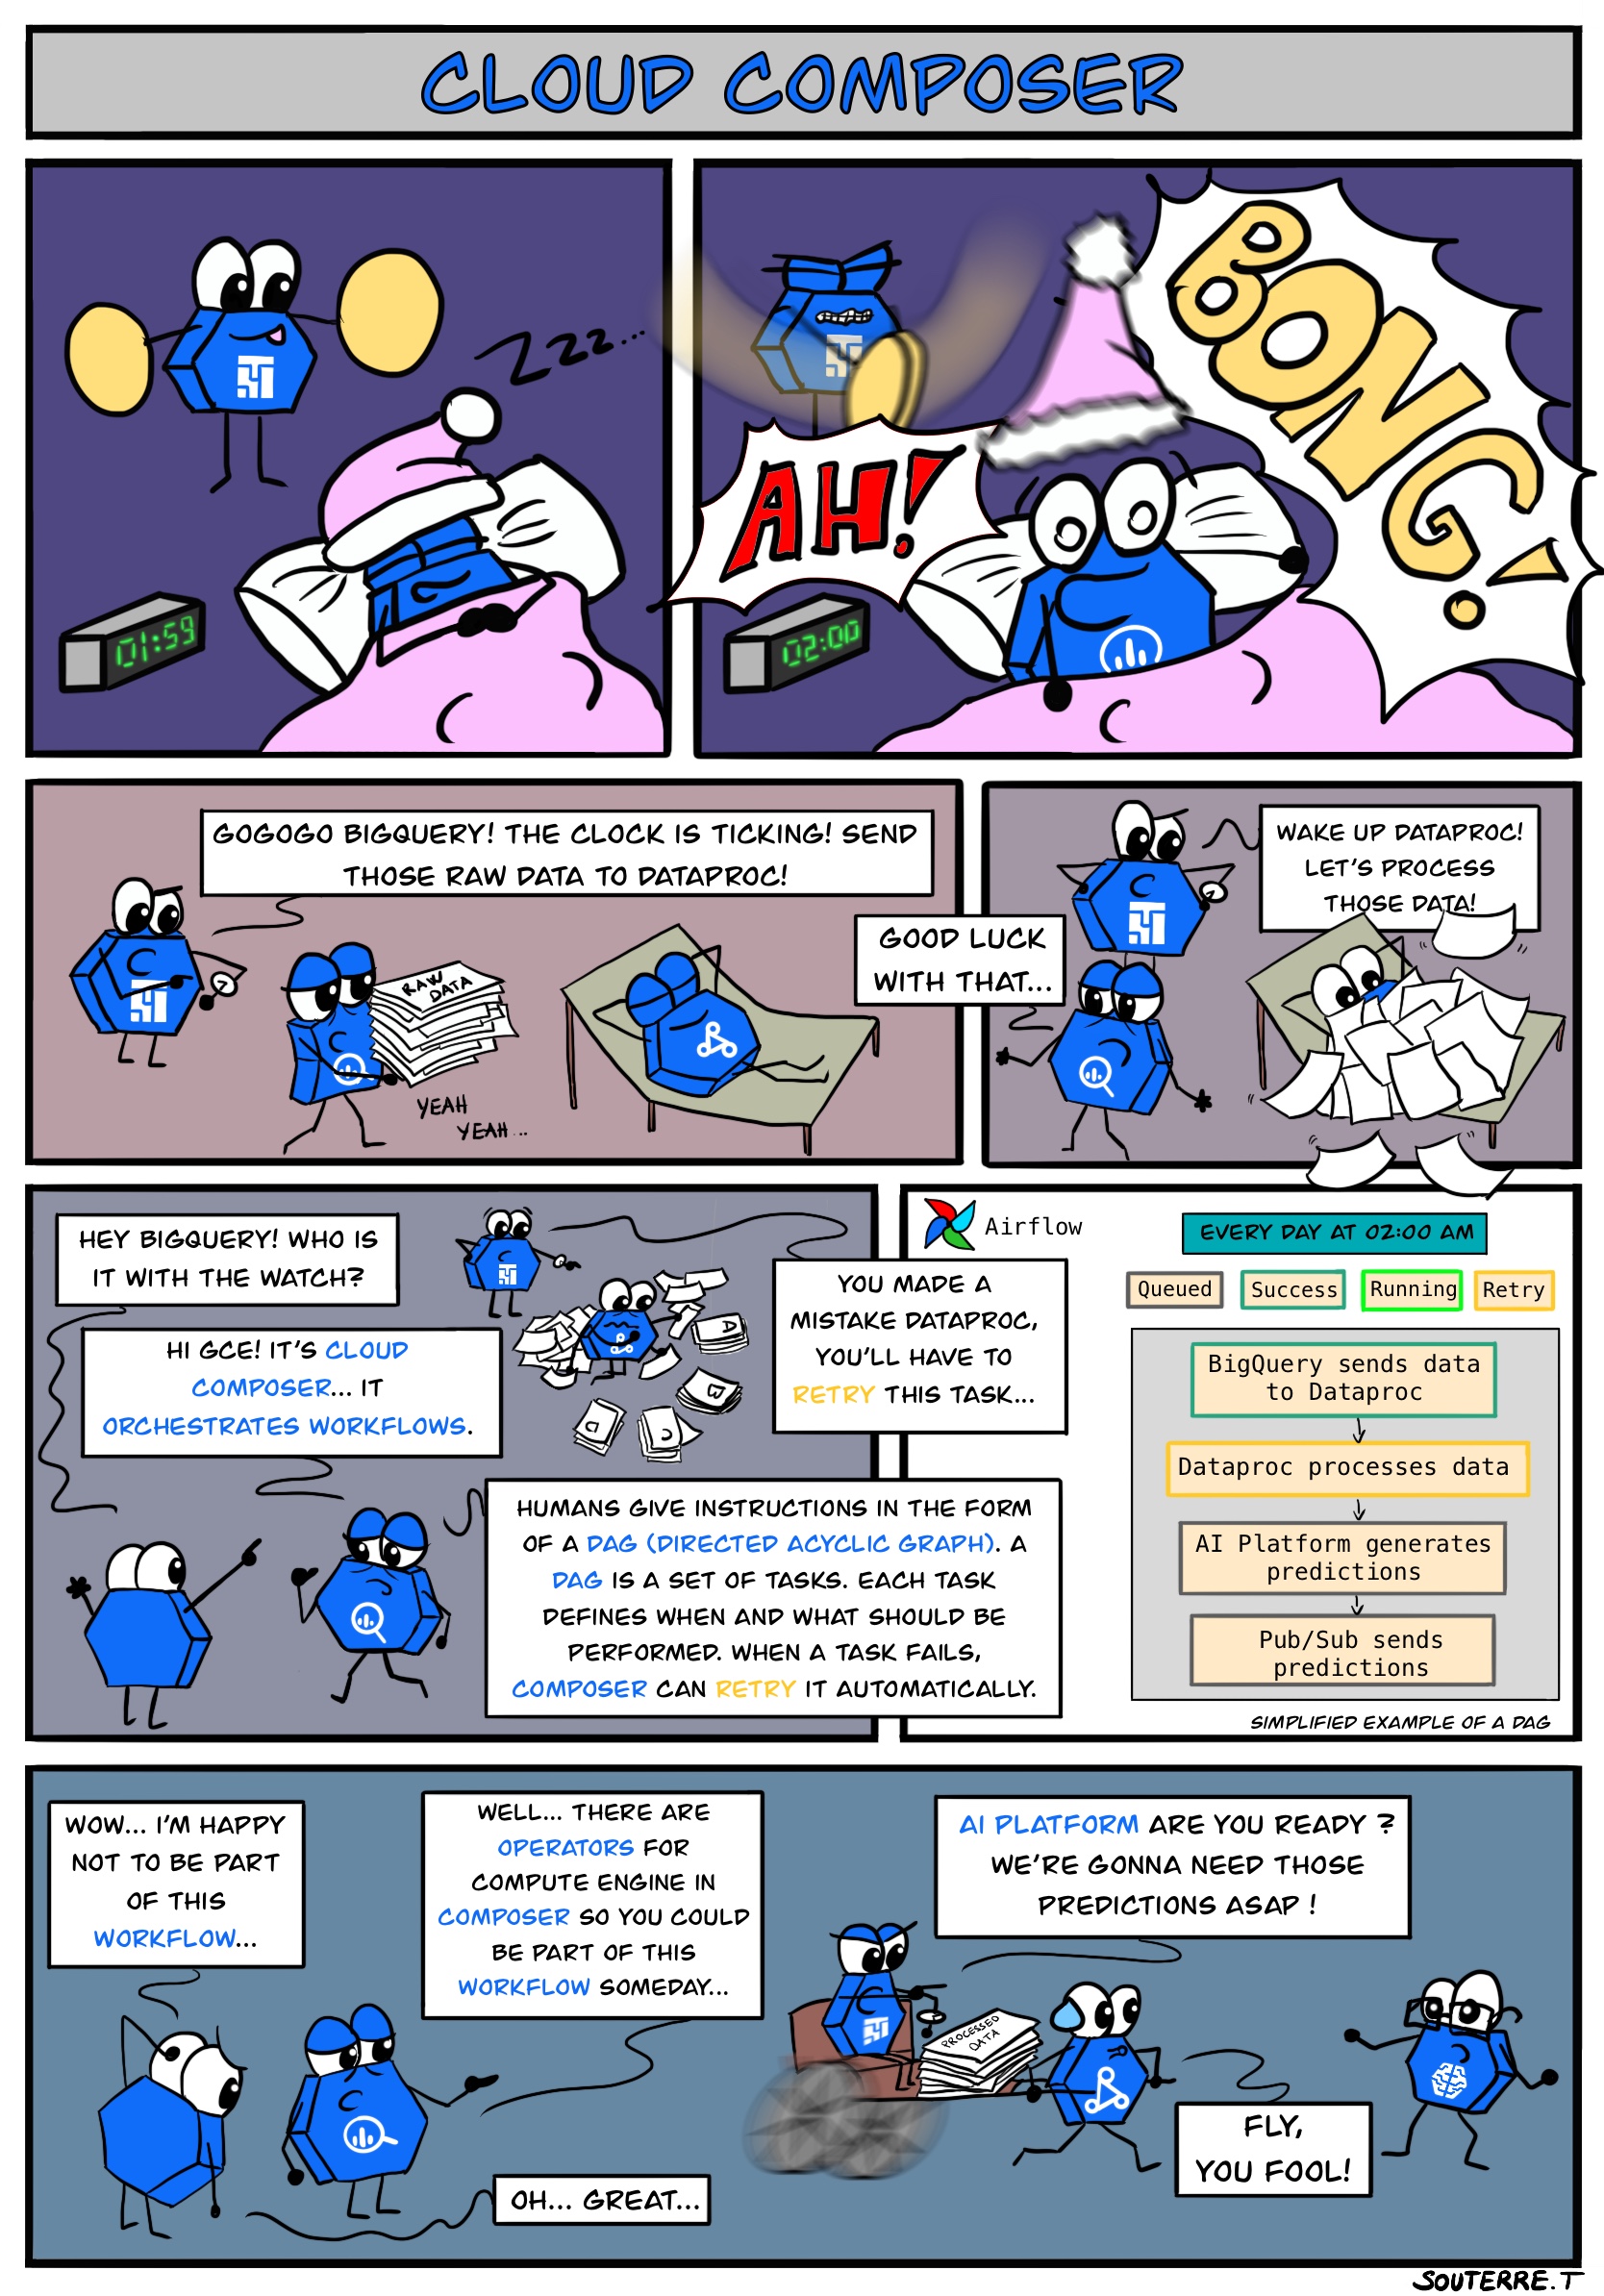 CLOUD COMPOSER
ZZZ...
01:59
AH!
BONG!
02:00
GOGOGO BIGQUERY! THE CLOCK IS TICKING! SEND
THOSE RAW DATA TO DATAPROC!
RAW
DATA
YEAH
YEAH...
WAKE UP DATAPROC!
LET'S PROCESS
THOSE DATA!
GOOD LUCK
WITH THAT...
HEY BIGQUERY! WHO IS
IT WITH THE WATCH?
HI GCE! IT'S CLOUD
COMPOSER... IT
ORCHESTRATES WORKFLOWS.
A
B
C
D
YOU MADE A
MISTAKE DATAPROC,
YOU'LL HAVE TO
RETRY THIS TASK...
HUMANS GIVE INSTRUCTIONS IN THE FORM
OF A DAG (DIRECTED ACYCLIC GRAPH). A
DAG IS A SET OF TASKS. EACH TASK
DEFINES WHEN AND WHAT SHOULD BE
PERFORMED. WHEN A TASK FAILS,
COMPOSER CAN RETRY IT AUTOMATICALLY.
Airflow
EVERY DAY AT 02:00 AM
Queued Success Running Retry
BigQuery sends data
to Dataproc
Dataproc processes data
AI Platform generates
predictions
Pub/Sub sends
predictions
SIMPLIFIED EXAMPLE OF A DAG
WOW... I'M HAPPY
NOT TO BE PART
OF THIS
WORKFLOW...
WELL... THERE ARE
OPERATORS FOR
COMPUTE ENGINE IN
COMPOSER SO YOU COULD
BE PART OF THIS
WORKFLOW SOMEDAY...
OH... GREAT...
AI PLATFORM ARE YOU READY ?
WE'RE GONNA NEED THOSE
PREDICTIONS ASAP !
PROCESSED
DATA
FLY,
YOU FOOL!
SOUTERRE.T